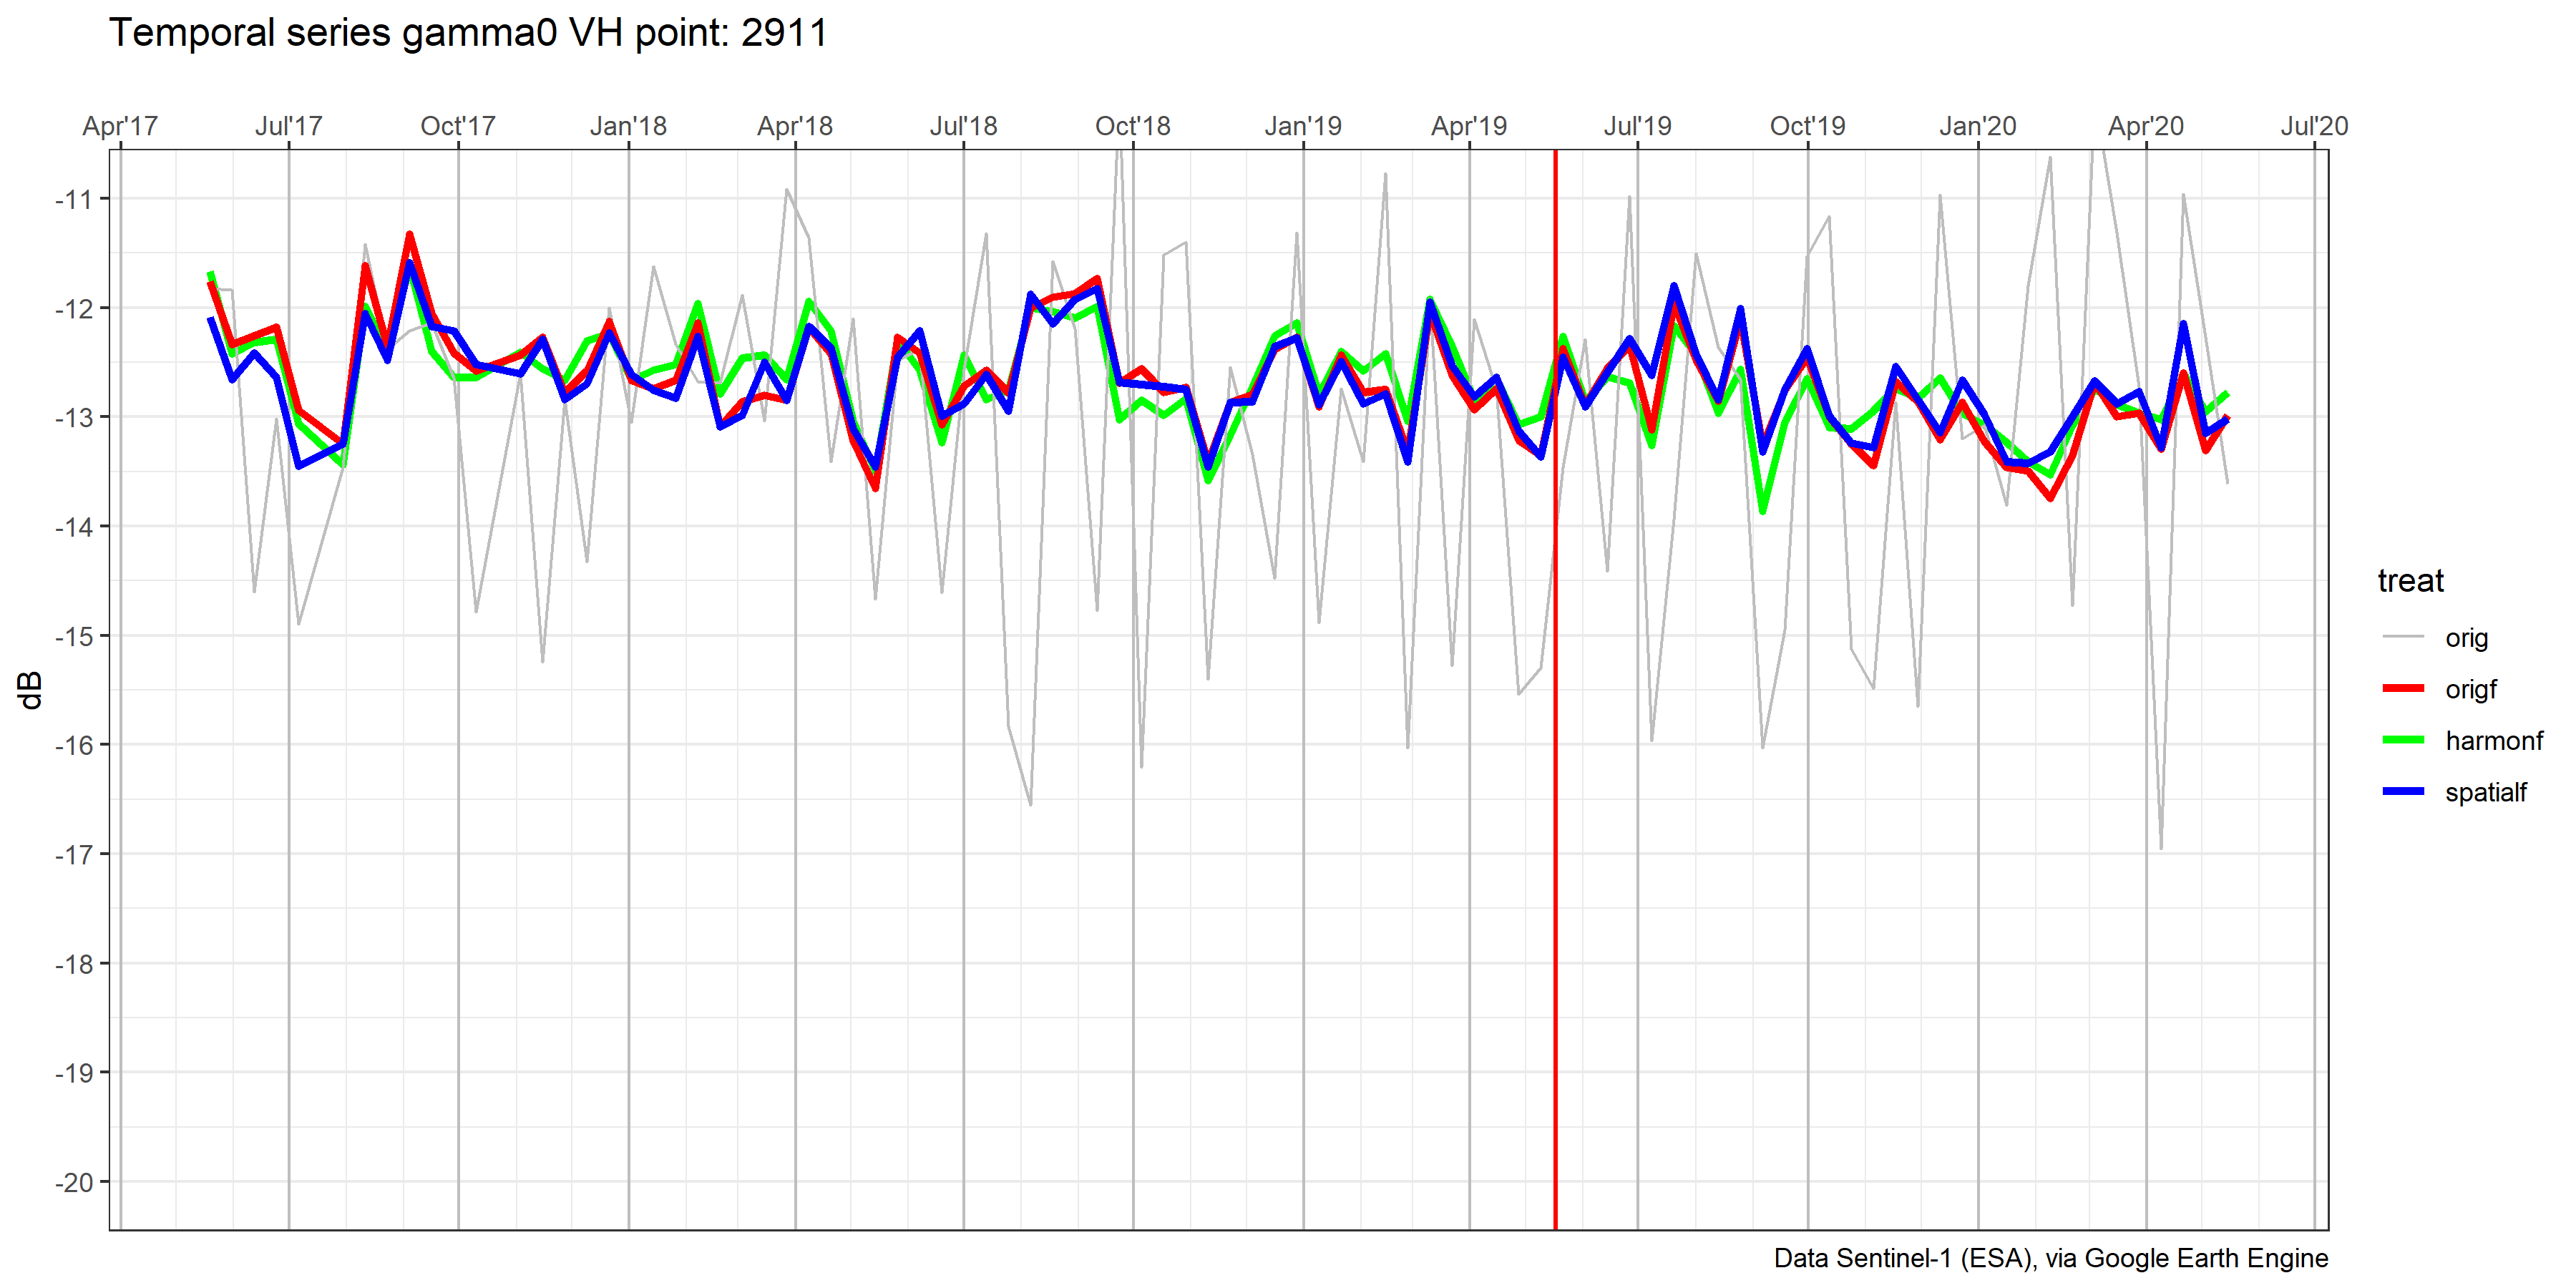 Temporal series gamma0 VH point: 2911
Apr'17 Jul'17 Oct'17 Jan'18 Apr'18 Jul'18 Oct'18 Jan'19 Apr'19 Jul'19 Oct'19 Jan'20 Apr'20 Jul'20
-11
-12
-13
-14
-15
-16
-17
-18
-19
-20
dB
treat
orig
origf
harmonf
spatialf
Data Sentinel-1 (ESA), via Google Earth Engine